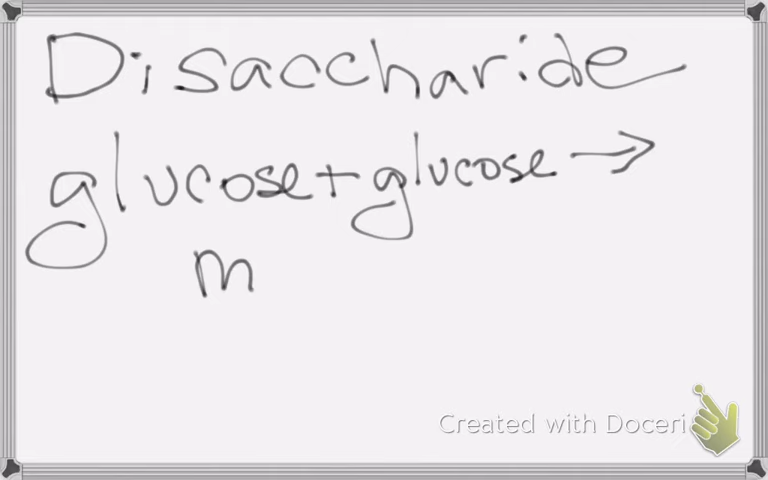 Disaccharide
glucose + glucose →
m
Created with Doceri